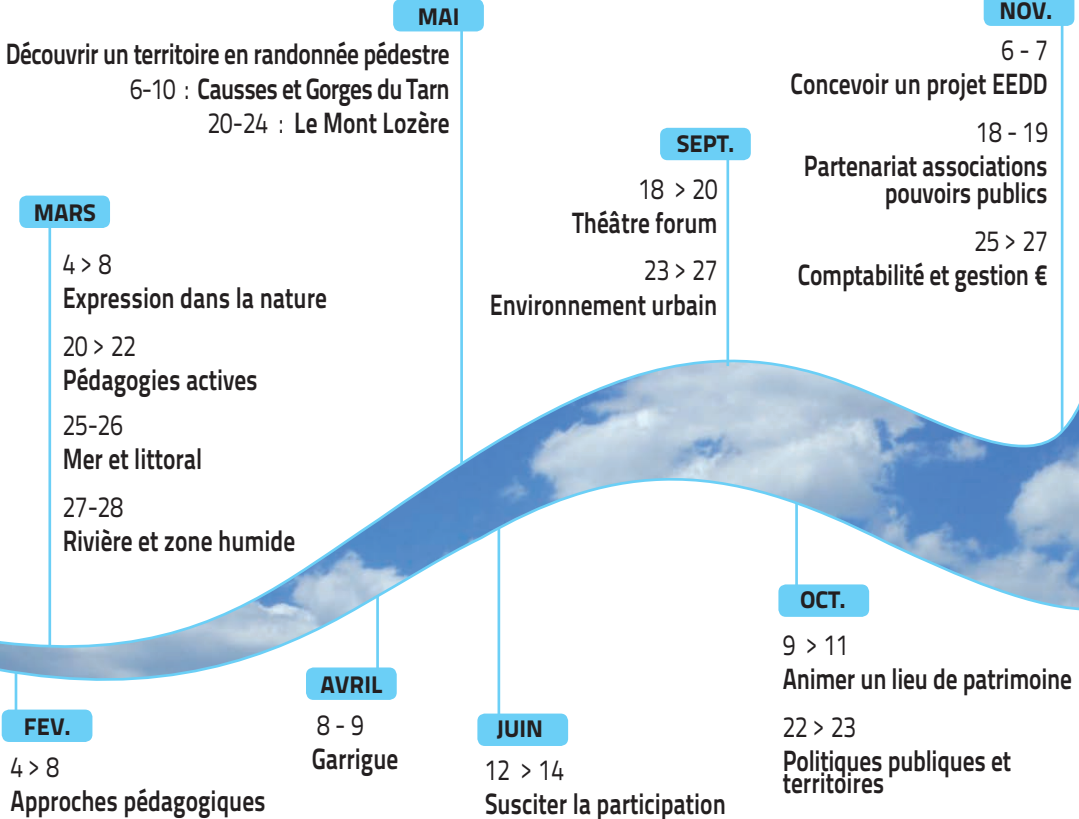 MAI
Découvrir un territoire en randonnée pédestre
6-10 : Causses et Gorges du Tarn
20-24 : Le Mont Lozère
NOV.
6 - 7
Concevoir un projet EEDD
18 - 19
Partenariat associations
pouvoirs publics
25 > 27
Comptabilité et gestion €
SEPT.
18 > 20
Théâtre forum
23 > 27
Environnement urbain
MARS
4 > 8
Expression dans la nature
20 > 22
Pédagogies actives
25-26
Mer et littoral
27-28
Rivière et zone humide
FEV.
4 > 8
Approches pédagogiques
AVRIL
8 - 9
Garrigue
JUIN
12 > 14
Susciter la participation
OCT.
9 > 11
Animer un lieu de patrimoine
22 > 23
Politiques publiques et
territoires